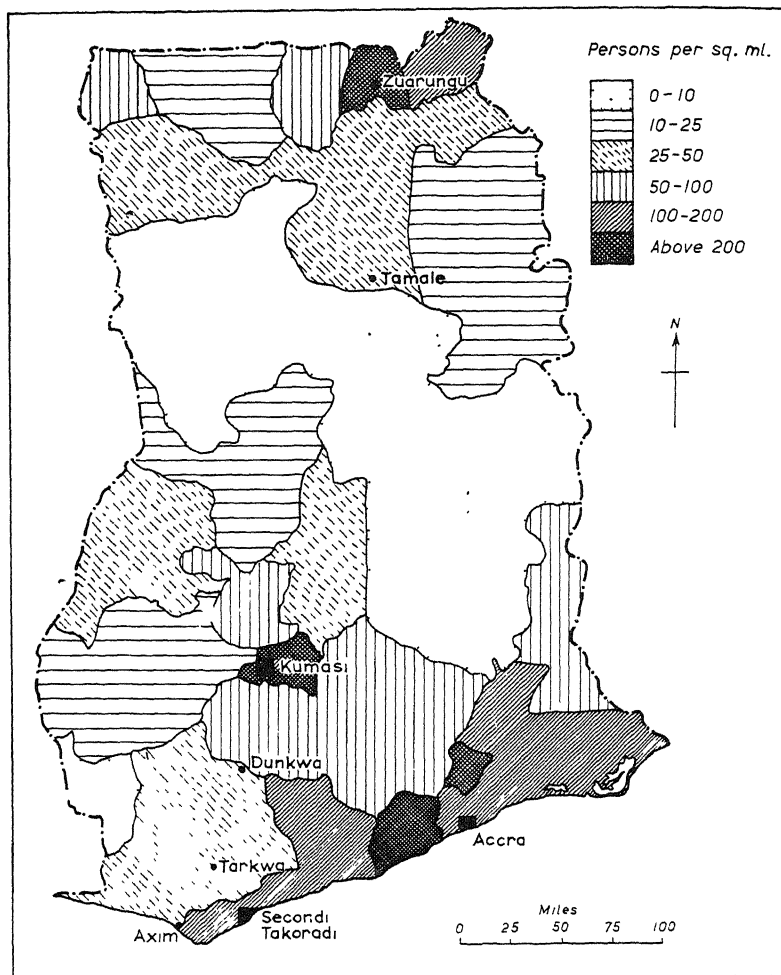 Persons per sq. ml.
0-10
10-25
25-50
50-100
100-200
Above 200
Zuarungu
Tamale
N
Kumasi
Dunkwa
Accra
Tarkwa
Secondi
Takoradi
Axim
Miles
0 25 50 75 100